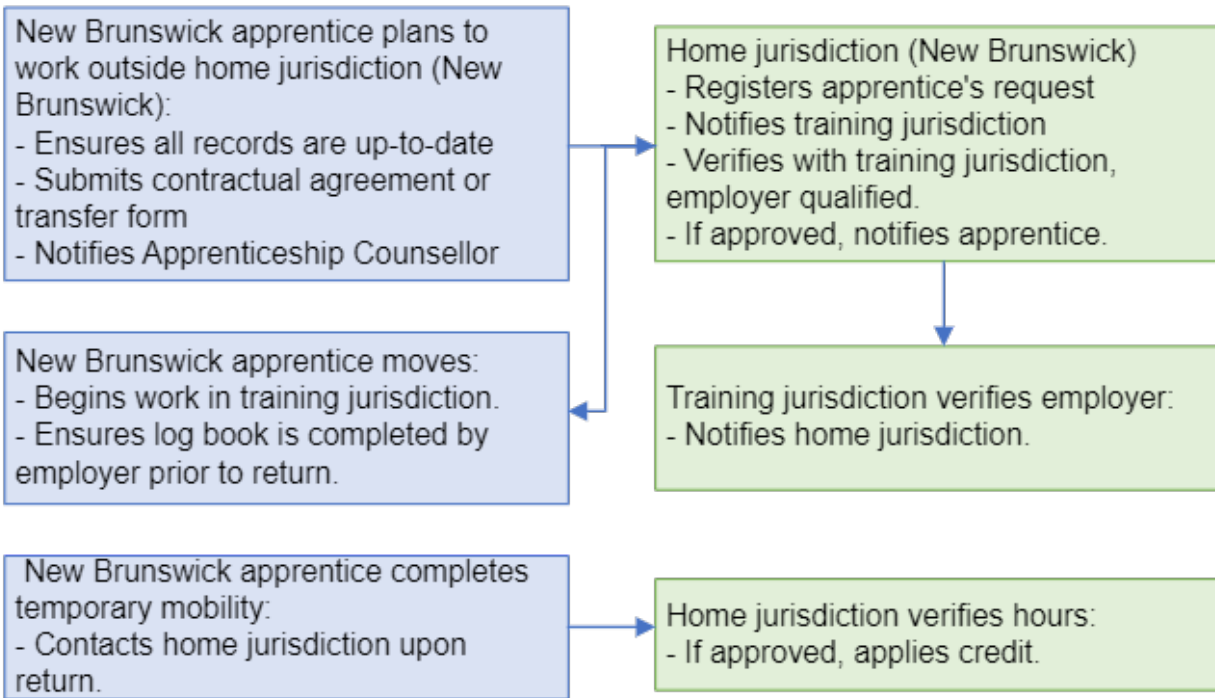 New Brunswick apprentice plans to
work outside home jurisdiction (New
Brunswick):
- Ensures all records are up-to-date
- Submits contractual agreement or
transfer form
- Notifies Apprenticeship Counsellor
Home jurisdiction (New Brunswick)
- Registers apprentice's request
- Notifies training jurisdiction
- Verifies with training jurisdiction,
employer qualified.
- If approved, notifies apprentice.
New Brunswick apprentice moves:
- Begins work in training jurisdiction.
- Ensures log book is completed by
employer prior to return.
Training jurisdiction verifies employer:
- Notifies home jurisdiction.
New Brunswick apprentice completes
temporary mobility:
- Contacts home jurisdiction upon
return.
Home jurisdiction verifies hours:
- If approved, applies credit.